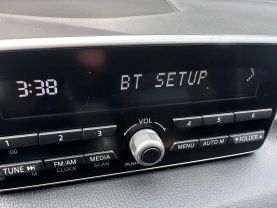 3:38 BT SETUP >
VOL
1 2 3 4 5 6
:00
TUNE FM/AM MEDIA PUSH MENU AUTO-M FOLDER
CLOCK SCAN